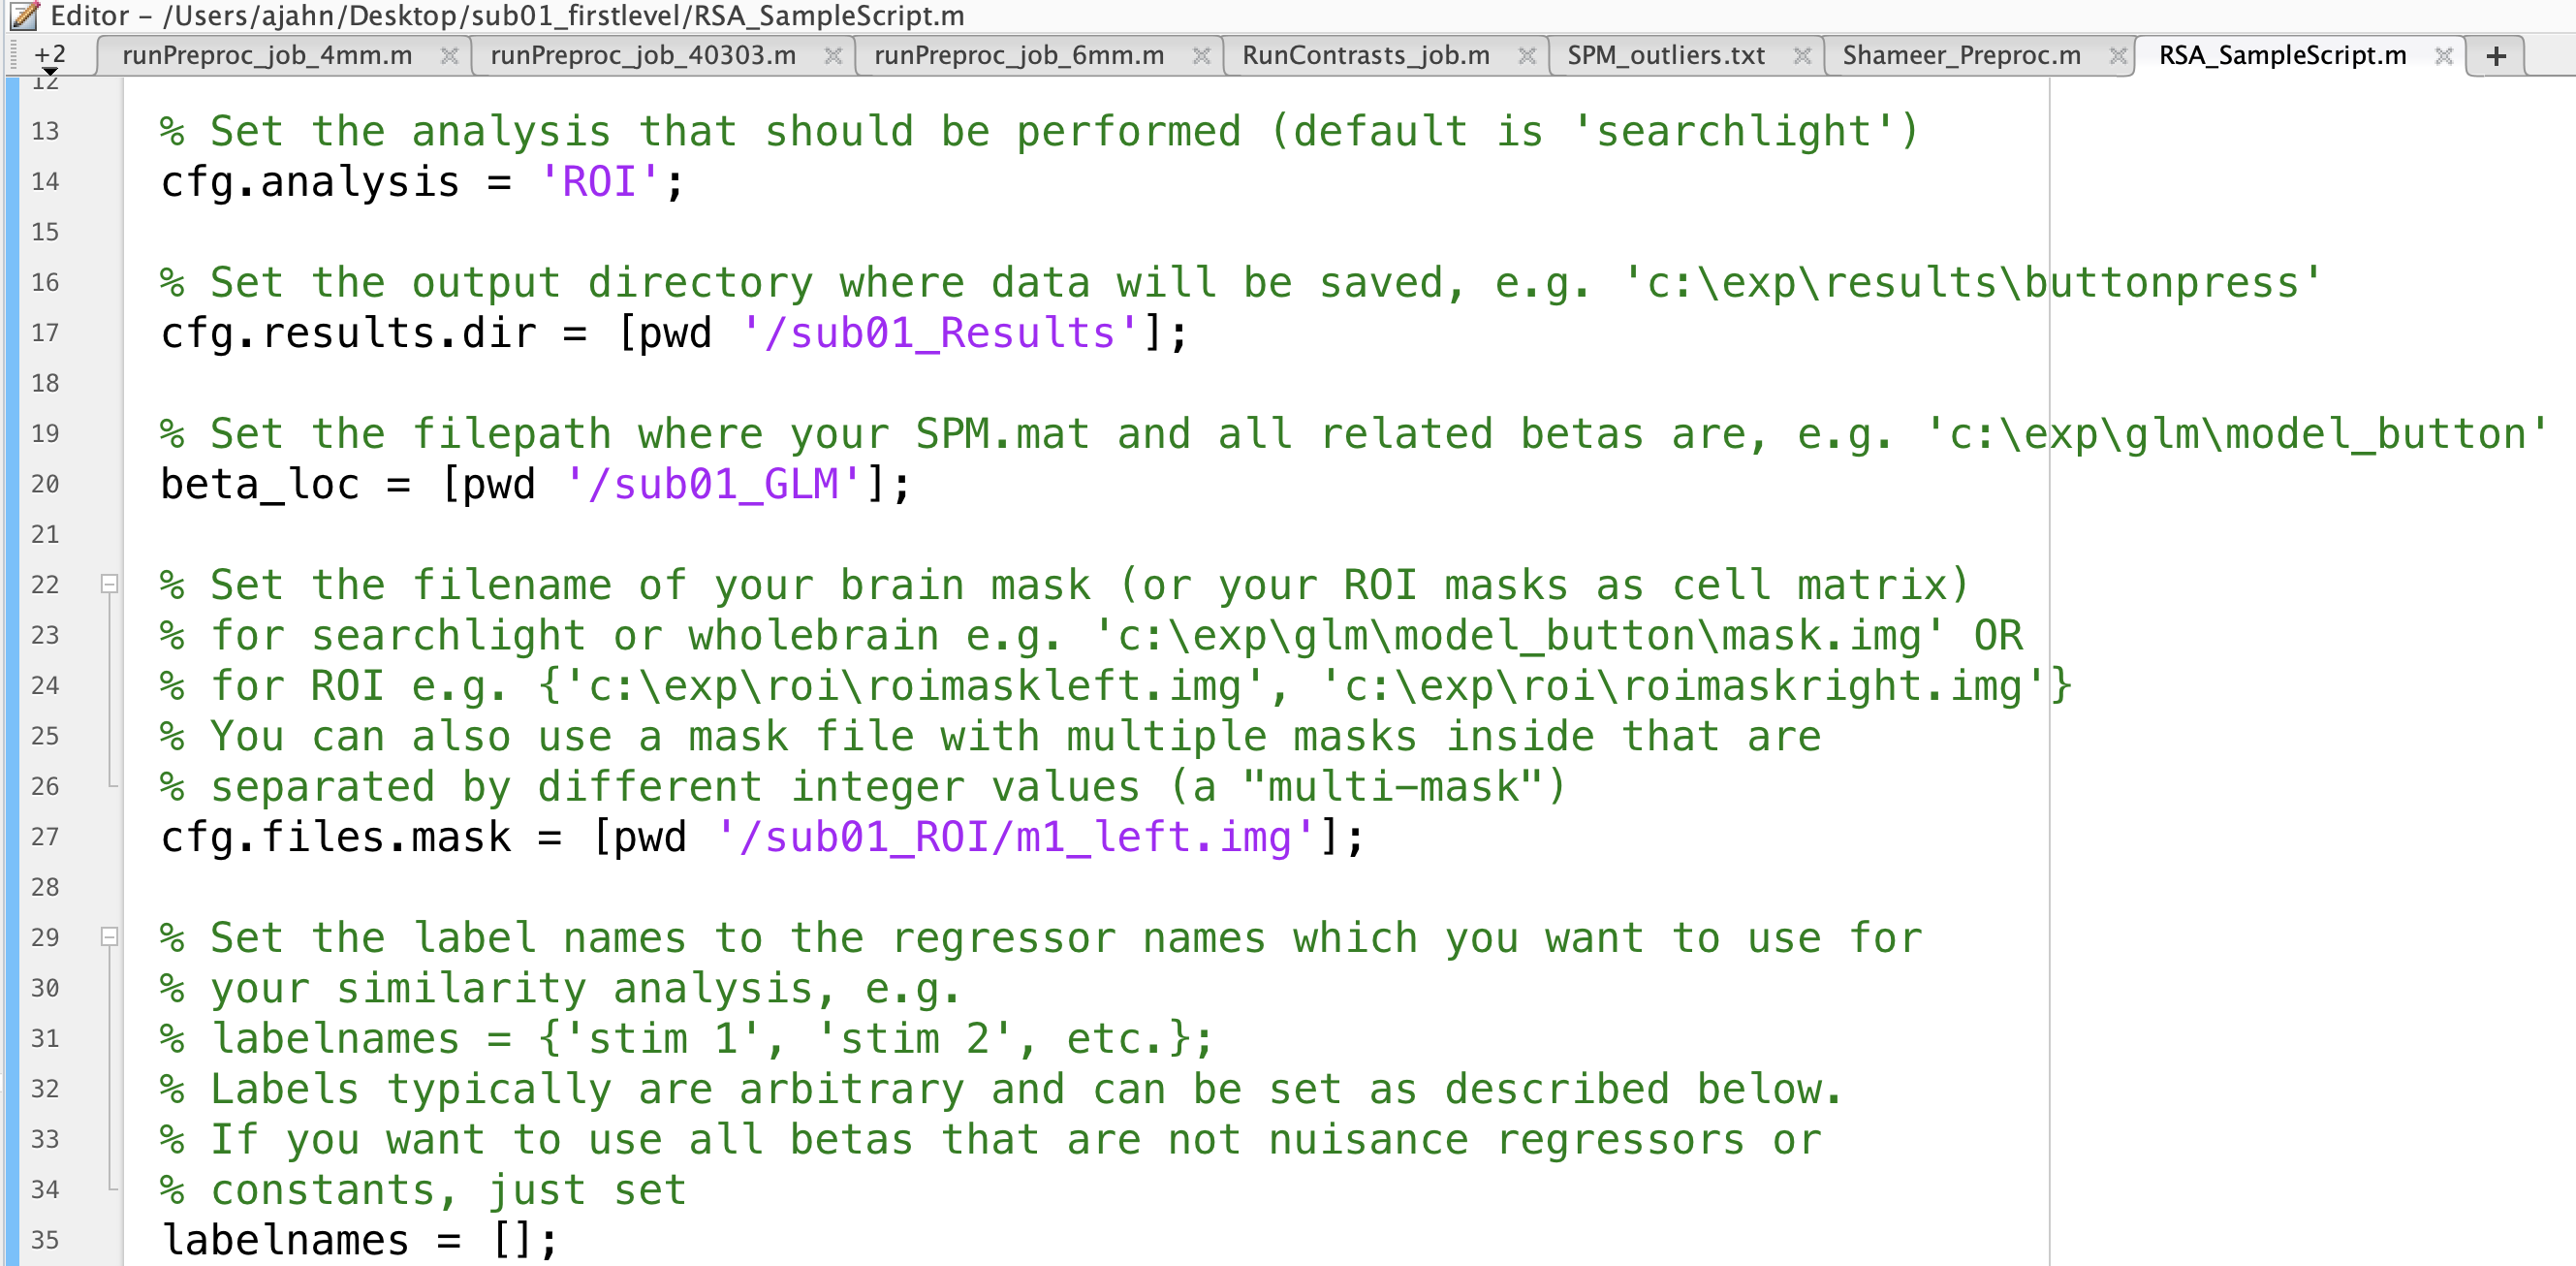 Editor – /Users/ajahn/Desktop/sub01_firstlevel/RSA_SampleScript.m
+2 runPreproc_job_4mm.m runPreproc_job_40303.m runPreproc_job_6mm.m RunContrasts_job.m SPM_outliers.txt Shameer_Preproc.m RSA_SampleScript.m +
12
13 % Set the analysis that should be performed (default is 'searchlight')
14 cfg.analysis = 'ROI';
15
16 % Set the output directory where data will be saved, e.g. 'c:\exp\results\buttonpress'
17 cfg.results.dir = [pwd '/sub01_Results'];
18
19 % Set the filepath where your SPM.mat and all related betas are, e.g. 'c:\exp\glm\model_button'
20 beta_loc = [pwd '/sub01_GLM'];
21
22 % Set the filename of your brain mask (or your ROI masks as cell matrix)
23 % for searchlight or wholebrain e.g. 'c:\exp\glm\model_button\mask.img' OR
24 % for ROI e.g. {'c:\exp\roi\roimaskleft.img', 'c:\exp\roi\roimaskright.img'}
25 % You can also use a mask file with multiple masks inside that are
26 % separated by different integer values (a "multi-mask")
27 cfg.files.mask = [pwd '/sub01_ROI/m1_left.img'];
28
29 % Set the label names to the regressor names which you want to use for
30 % your similarity analysis, e.g.
31 % labelnames = {'stim 1', 'stim 2', etc.};
32 % Labels typically are arbitrary and can be set as described below.
33 % If you want to use all betas that are not nuisance regressors or
34 % constants, just set
35 labelnames = [];